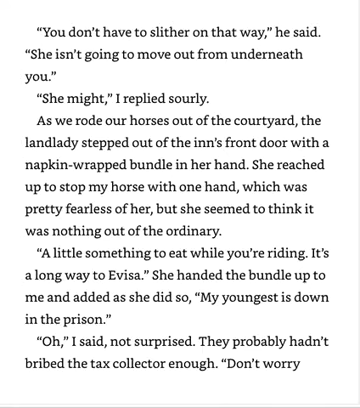 “You don’t have to slither on that way,” he said.
“She isn’t going to move out from underneath
you.”
“She might,” I replied sourly.
As we rode our horses out of the courtyard, the
landlady stepped out of the inn’s front door with a
napkin-wrapped bundle in her hand. She reached
up to stop my horse with one hand, which was
pretty fearless of her, but she seemed to think it
was nothing out of the ordinary.
“A little something to eat while you’re riding. It’s
a long way to Evisa.” She handed the bundle up to
me and added as she did so, “My youngest is down
in the prison.”
“Oh,” I said, not surprised. They probably hadn’t
bribed the tax collector enough. “Don’t worry